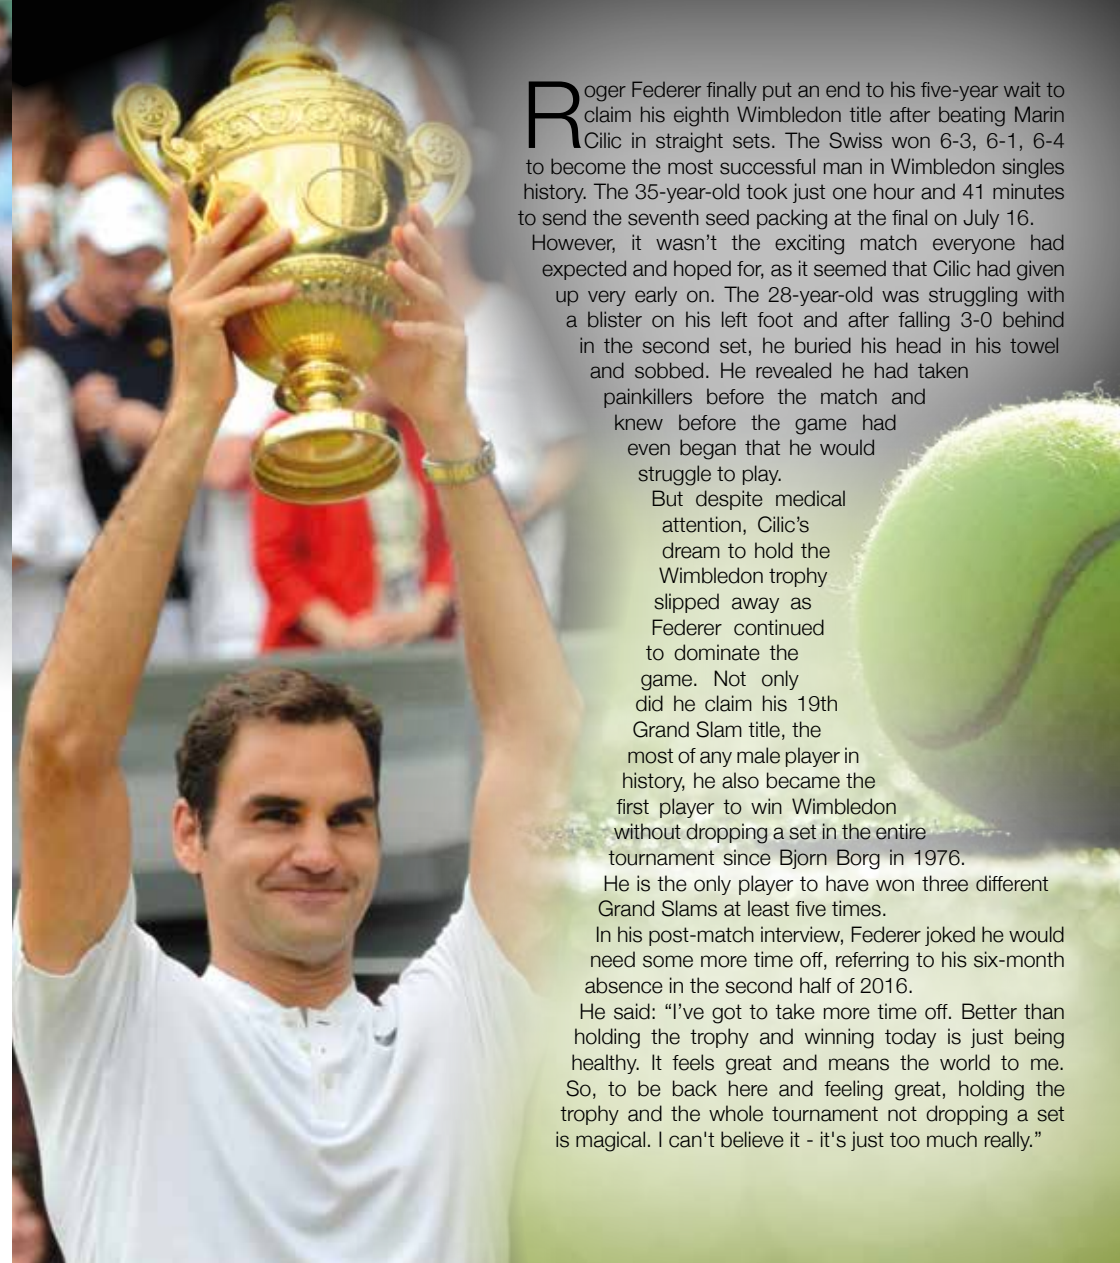 Roger Federer finally put an end to his five-year wait to
claim his eighth Wimbledon title after beating Marin
Cilic in straight sets. The Swiss won 6-3, 6-1, 6-4
to become the most successful man in Wimbledon singles
history. The 35-year-old took just one hour and 41 minutes
to send the seventh seed packing at the final on July 16.
However, it wasn’t the exciting match everyone had
expected and hoped for, as it seemed that Cilic had given
up very early on. The 28-year-old was struggling with
a blister on his left foot and after falling 3-0 behind
in the second set, he buried his head in his towel
and sobbed. He revealed he had taken
painkillers before the match and
knew before the game had
even began that he would
struggle to play.
But despite medical
attention, Cilic’s
dream to hold the
Wimbledon trophy
slipped away as
Federer continued
to dominate the
game. Not only
did he claim his 19th
Grand Slam title, the
most of any male player in
history, he also became the
first player to win Wimbledon
without dropping a set in the entire
tournament since Bjorn Borg in 1976.
He is the only player to have won three different
Grand Slams at least five times.
In his post-match interview, Federer joked he would
need some more time off, referring to his six-month
absence in the second half of 2016.
He said: “I’ve got to take more time off. Better than
holding the trophy and winning today is just being
healthy. It feels great and means the world to me.
So, to be back here and feeling great, holding the
trophy and the whole tournament not dropping a set
is magical. I can't believe it - it's just too much really.”